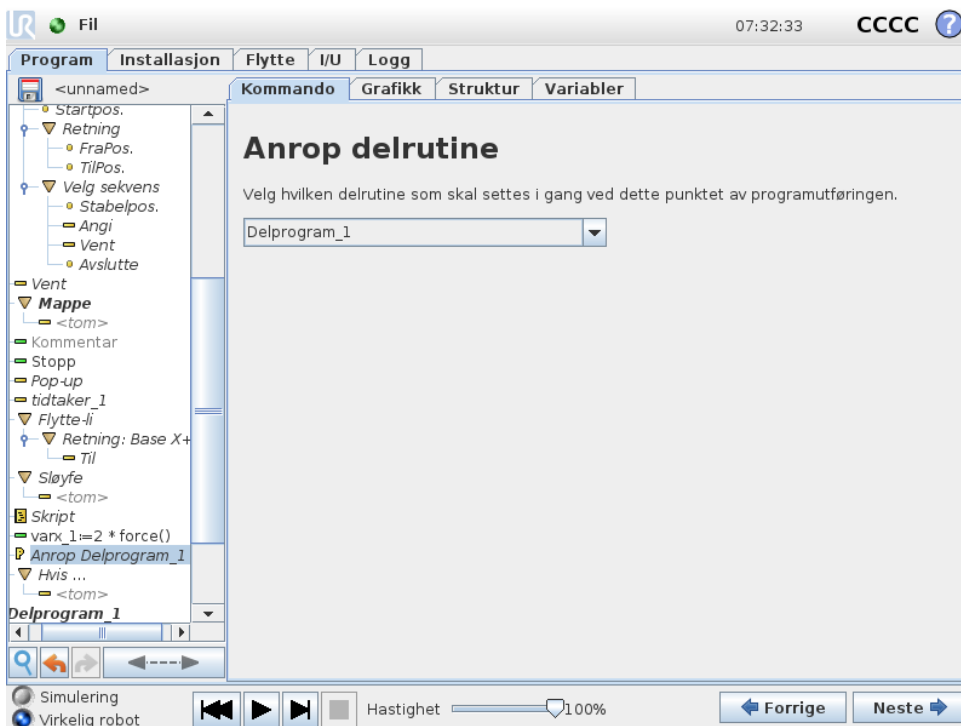 UR
Fil
07:32:33
CCCC
?
Program Installasjon Flytte I/U Logg
<unnamed>
Kommando Grafikk Struktur Variabler
Startpos.
Retning
FraPos.
TilPos.
Velg sekvens
Stabelpos.
Angi
Vent
Avslutte
Vent
Mappe
<tom>
Kommentar
Stopp
Pop-up
tidtaker_1
Flytte-li
Retning: Base X+
Til
Sløyfe
<tom>
Skript
varx_1:=2 * force()
Anrop Delprogram_1
Hvis ...
<tom>
Delprogram_1
Anrop delrutine
Velg hvilken delrutine som skal settes i gang ved dette punktet av programutføringen.
Delprogram_1
Simulering
Virkelig robot
Hastighet 100%
Forrige
Neste